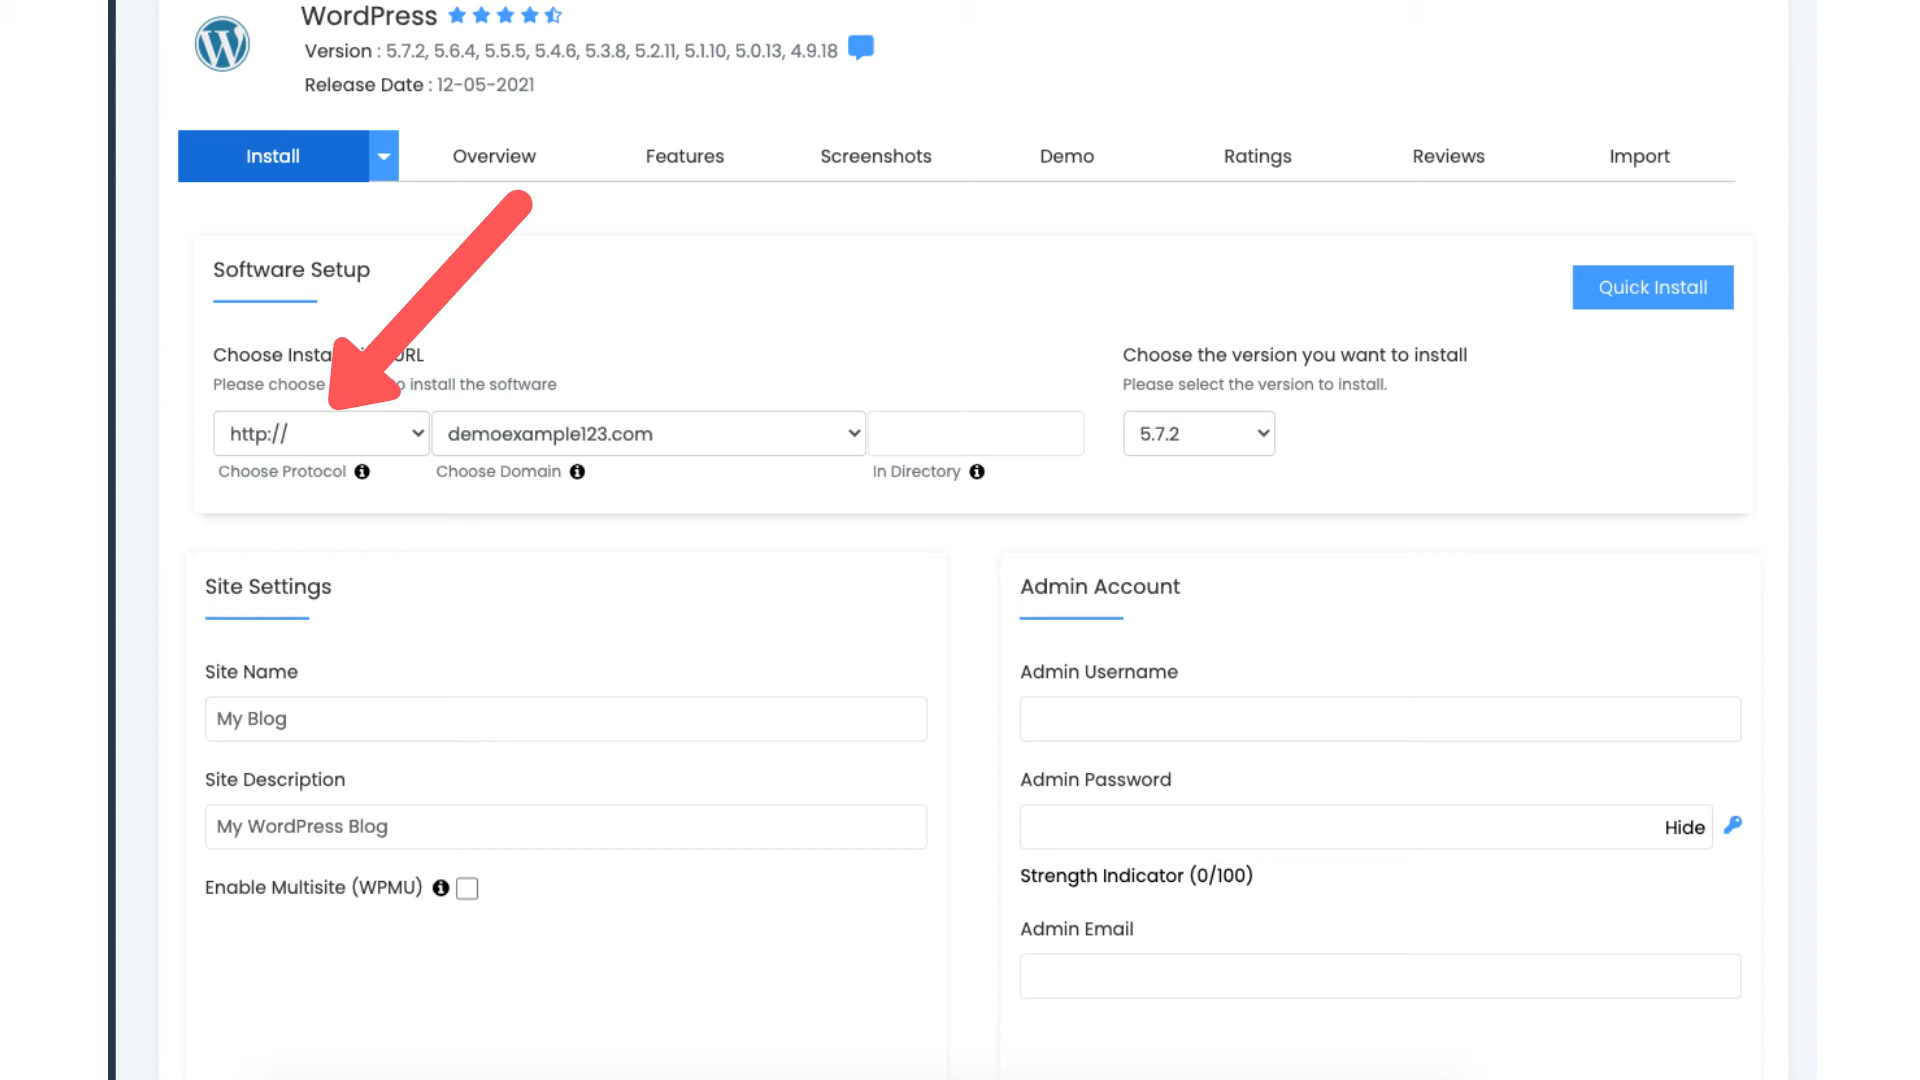 WordPress
Version : 5.7.2, 5.6.4, 5.5.5, 5.4.6, 5.3.8, 5.2.11, 5.1.10, 5.0.13, 4.9.18
Release Date : 12-05-2021
Install Overview Features Screenshots Demo Ratings Reviews Import
Software Setup
Quick Install
Choose Insta URL
Please choose to install the software
http:// demoexample123.com
Choose Protocol Choose Domain In Directory
Choose the version you want to install
Please select the version to install.
5.7.2
Site Settings
Site Name
My Blog
Site Description
My WordPress Blog
Enable Multisite (WPMU)
Admin Account
Admin Username
Admin Password
Hide
Strength Indicator (0/100)
Admin Email